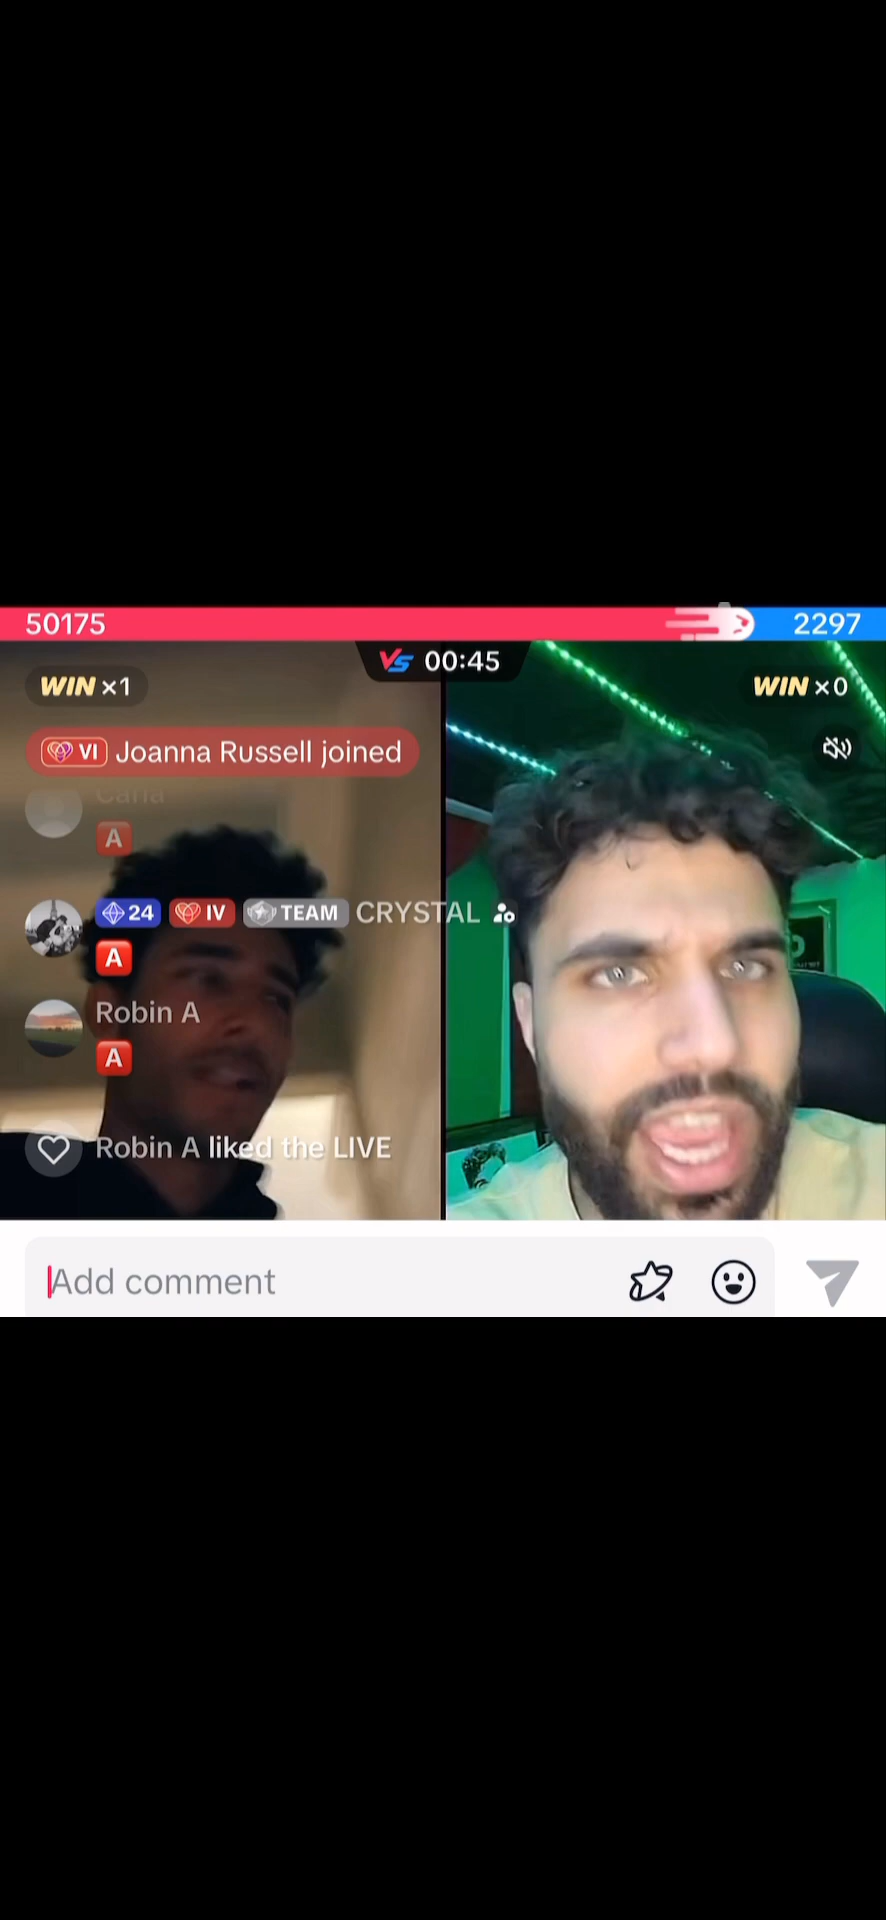 50175
2297
VS 00:45
WIN ×1
WIN ×0
VI Joanna Russell joined
Carla
A
24 IV TEAM CRYSTAL
A
Robin A
A
Robin A liked the LIVE
Add comment